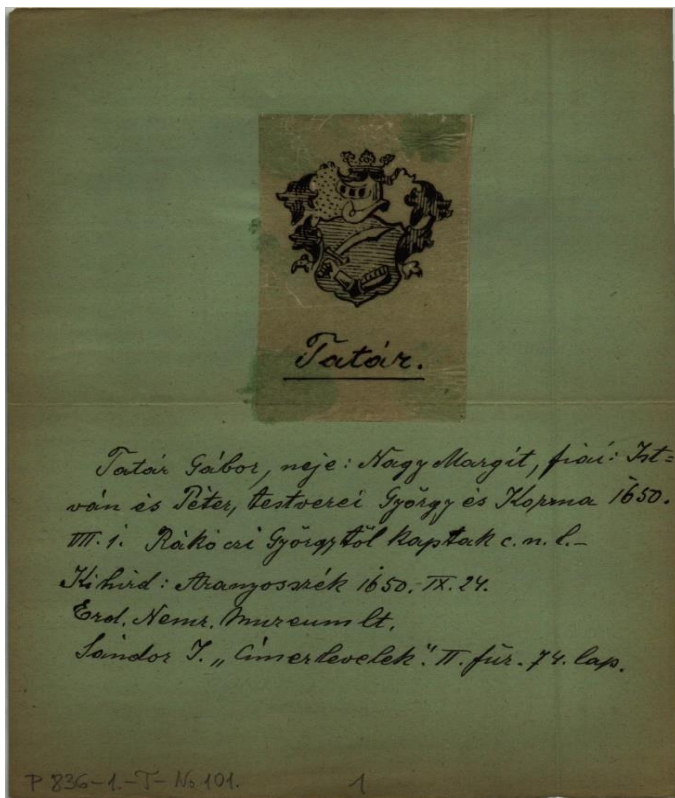 Tatár.
Tatár Gábor, neje: Nagy Margit, fiai: Ist=
ván és Péter, testverei György és Kozma 1650.
VIII. 1. Rákóczi Györgytől kaptak c. n. l. -
Kihird: Aranyosszék 1650. IX. 24.
Erd. Nemz. Muzeum lt.
Sándor I. „Címerlevelek". II. füz. 74. lap.
P 836-1.-T-No 101. 1